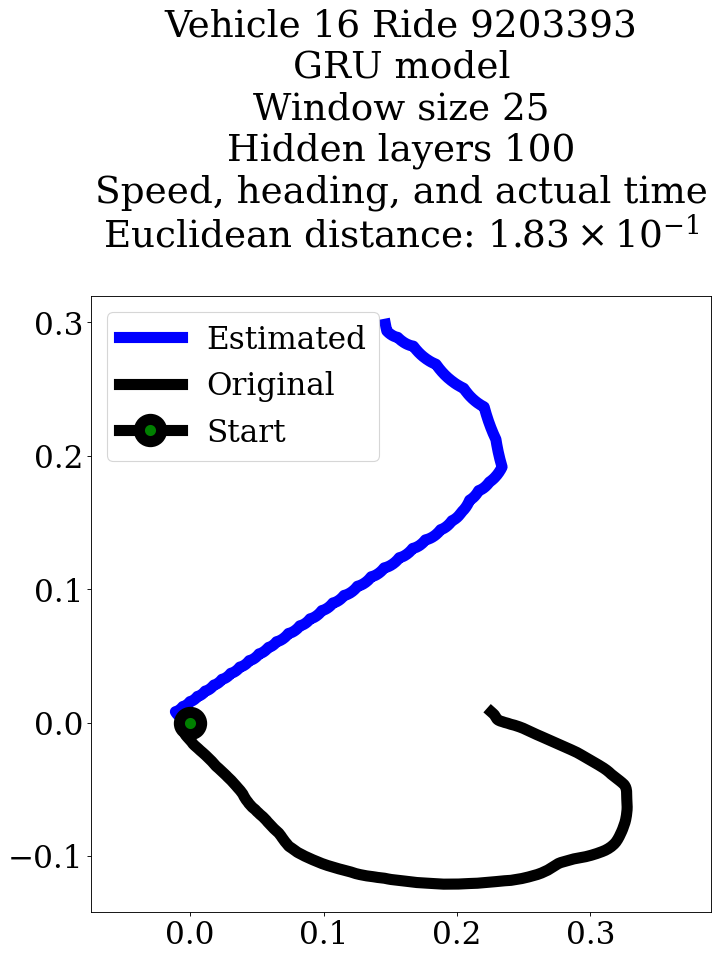 Vehicle 16 Ride 9203393
GRU model
Window size 25
Hidden layers 100
Speed, heading, and actual time
Euclidean distance: 1.83 × 10⁻¹
Estimated
Original
Start
0.3
0.2
0.1
0.0
−0.1
0.0 0.1 0.2 0.3